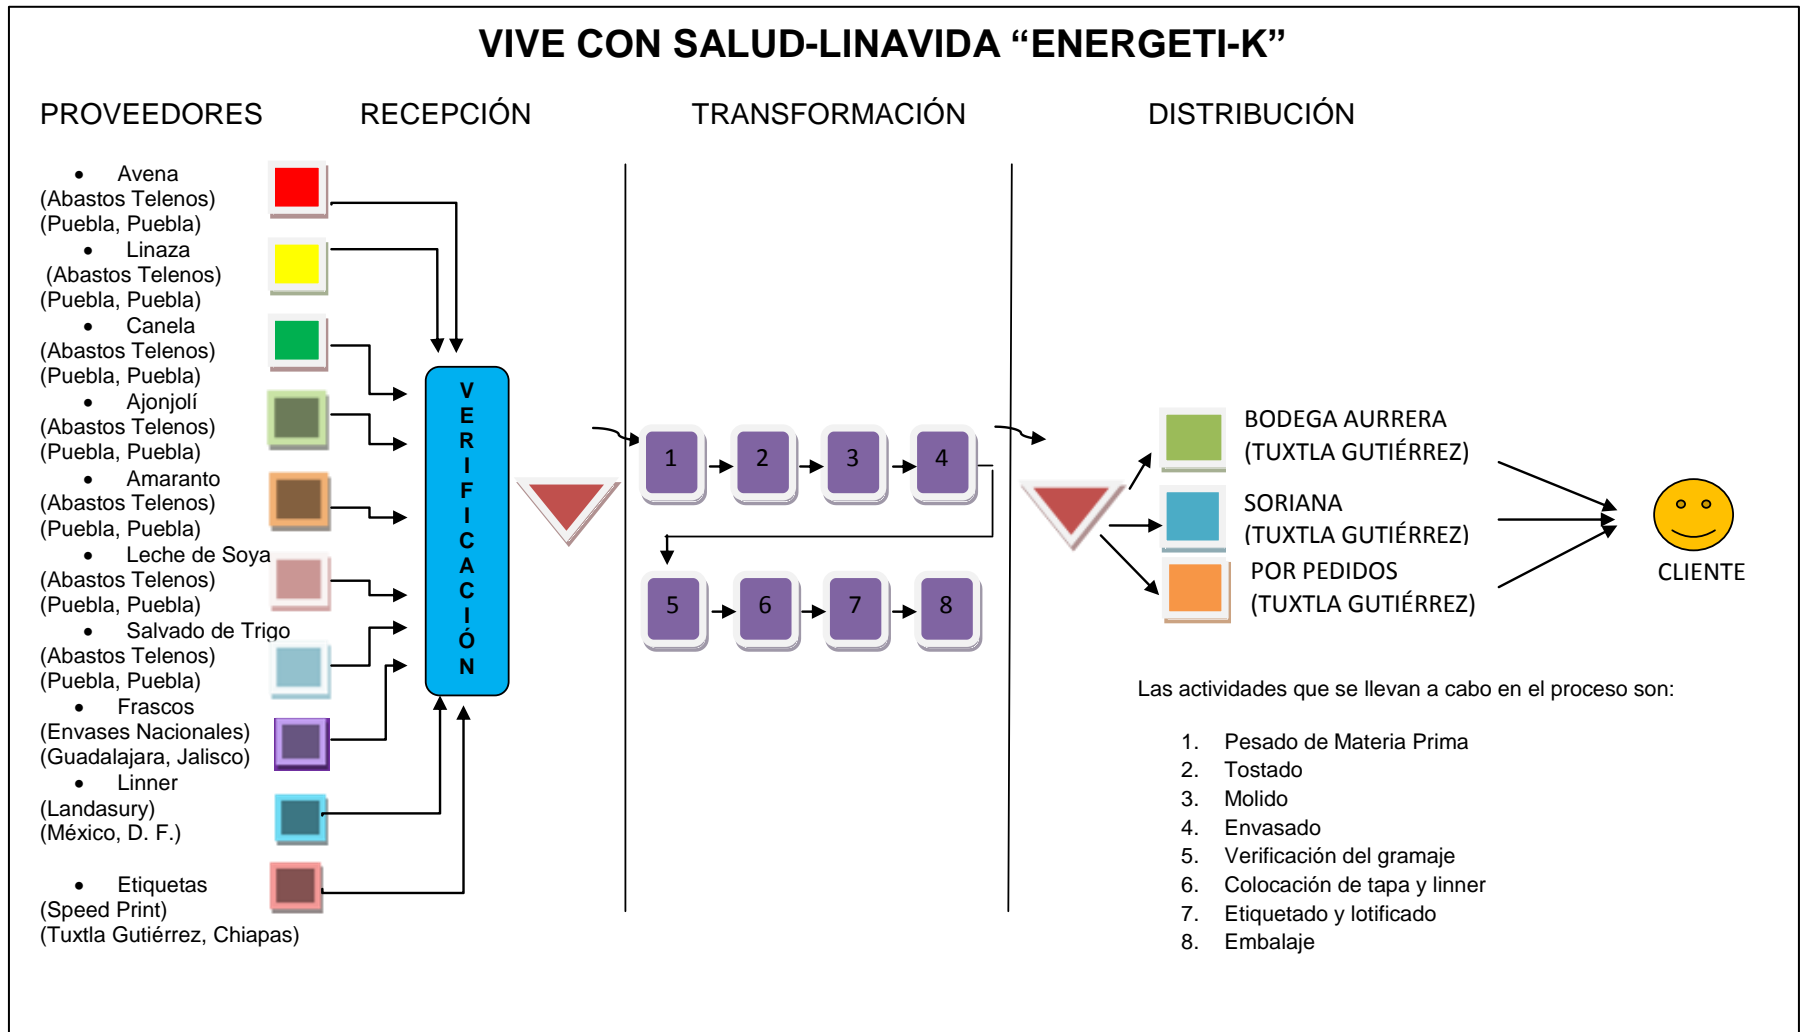 VIVE CON SALUD-LINAVIDA “ENERGETI-K”
PROVEEDORES
RECEPCIÓN
TRANSFORMACIÓN
DISTRIBUCIÓN
• Avena
(Abastos Telenos)
(Puebla, Puebla)
• Linaza
(Abastos Telenos)
(Puebla, Puebla)
• Canela
(Abastos Telenos)
(Puebla, Puebla)
• Ajonjolí
(Abastos Telenos)
(Puebla, Puebla)
• Amaranto
(Abastos Telenos)
(Puebla, Puebla)
• Leche de Soya
(Abastos Telenos)
(Puebla, Puebla)
• Salvado de Trigo
(Abastos Telenos)
(Puebla, Puebla)
• Frascos
(Envases Nacionales)
(Guadalajara, Jalisco)
• Linner
(Landasury)
(México, D. F.)
• Etiquetas
(Speed Print)
(Tuxtla Gutiérrez, Chiapas)
VERIFICACIÓN
1
2
3
4
5
6
7
8
BODEGA AURRERA
(TUXTLA GUTIÉRREZ)
SORIANA
(TUXTLA GUTIÉRREZ)
POR PEDIDOS
(TUXTLA GUTIÉRREZ)
CLIENTE
Las actividades que se llevan a cabo en el proceso son:
1. Pesado de Materia Prima
2. Tostado
3. Molido
4. Envasado
5. Verificación del gramaje
6. Colocación de tapa y linner
7. Etiquetado y lotificado
8. Embalaje